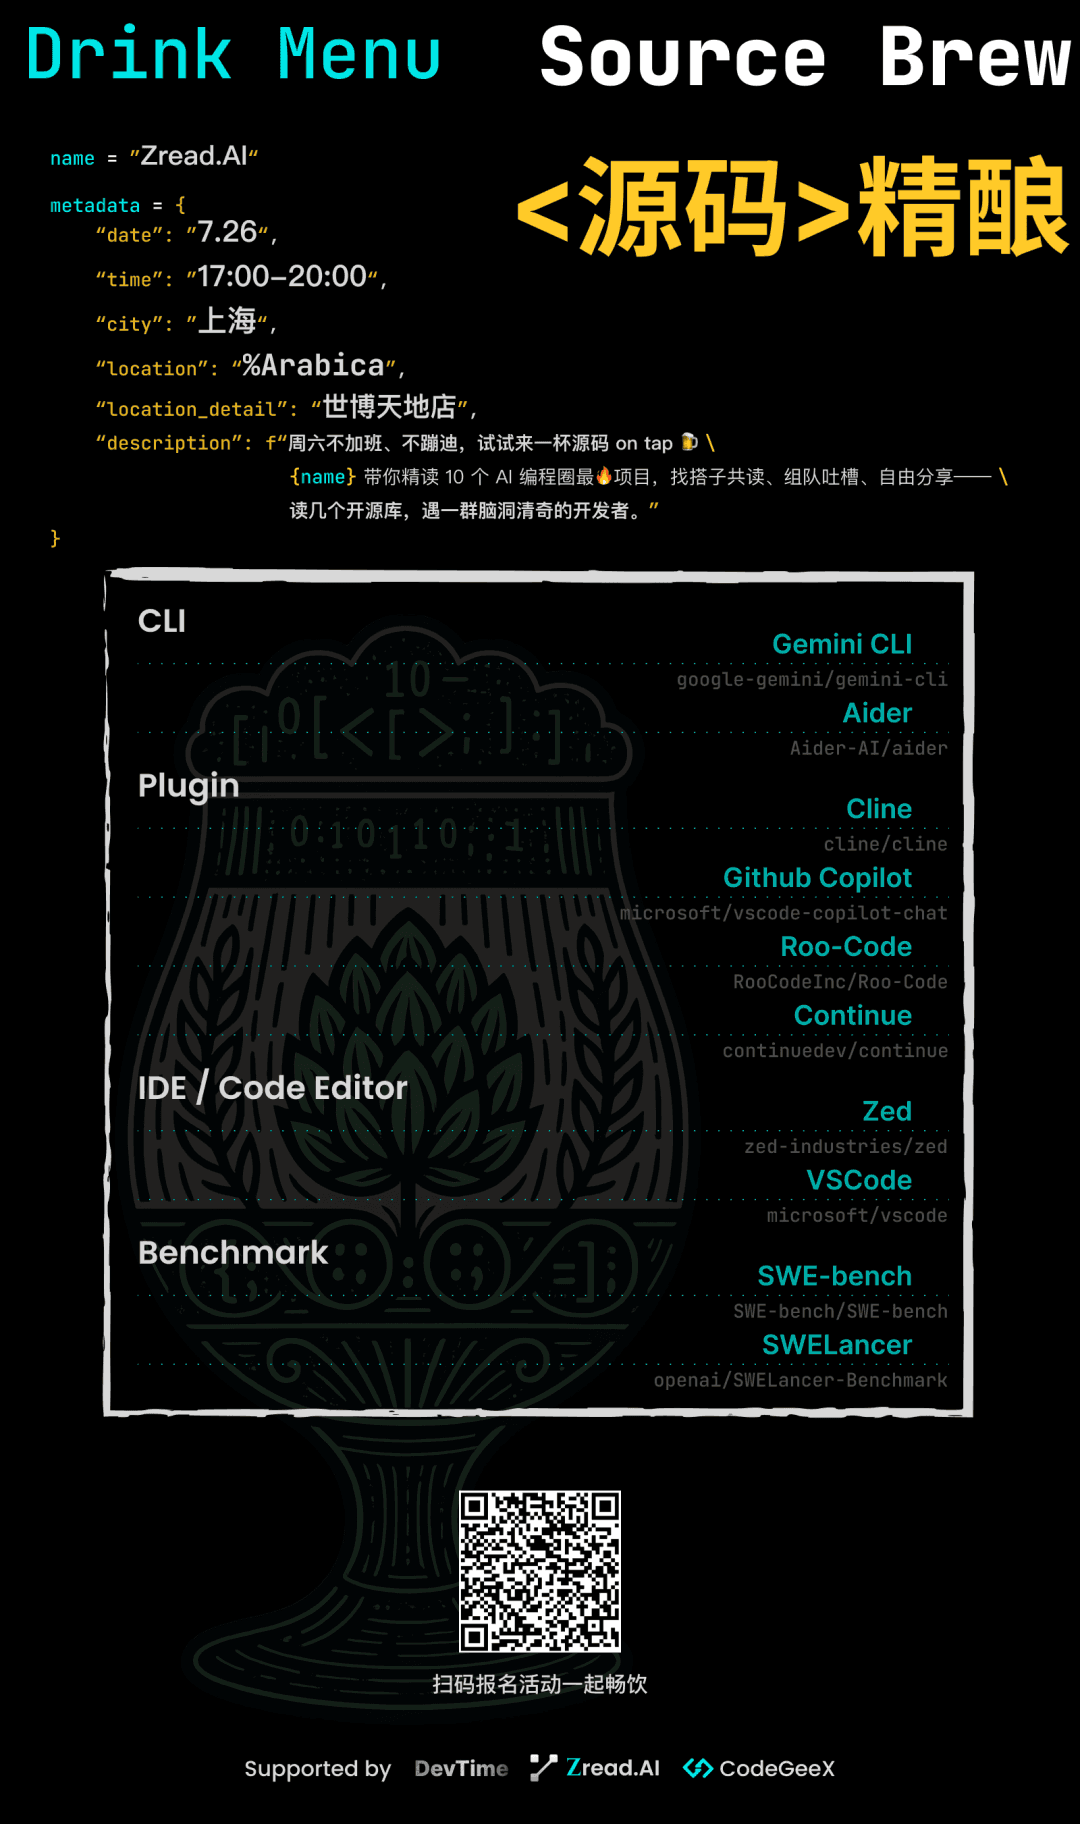 Drink Menu
Source Brew
<源码>精酿
name = ”Zread.AI“
metadata = {
“date”: ”7.26“,
“time”: ”17:00–20:00“,
“city”: ”上海“,
“location”: “%Arabica”,
“location_detail”: “世博天地店”,
“description”: f“周六不加班、不蹦迪，试试来一杯源码 on tap 🍺 \
{name} 带你精读 10 个 AI 编程圈最🔥项目，找搭子共读、组队吐槽、自由分享—— \
读几个开源库，遇一群脑洞清奇的开发者。”
}
CLI
Gemini CLI
google-gemini/gemini-cli
Aider
Aider-AI/aider
Plugin
Cline
cline/cline
Github Copilot
microsoft/vscode-copilot-chat
Roo-Code
RooCodeInc/Roo-Code
Continue
continuedev/continue
IDE / Code Editor
Zed
zed-industries/zed
VSCode
microsoft/vscode
Benchmark
SWE-bench
SWE-bench/SWE-bench
SWELancer
openai/SWELancer-Benchmark
扫码报名活动一起畅饮
Supported by DevTime Zread.AI CodeGeeX